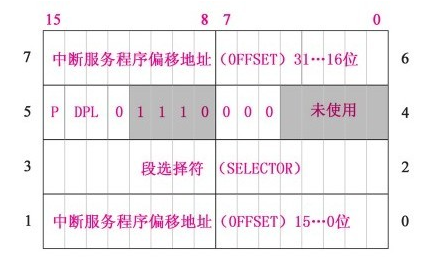 15 8 7 0
7 中断服务程序偏移地址（OFFSET）31…16位 6
5 P DPL 0 1 1 1 0 0 0 0 未使用 4
3 段选择符 （SELECTOR） 2
1 中断服务程序偏移地址（OFFSET）15…0位 0